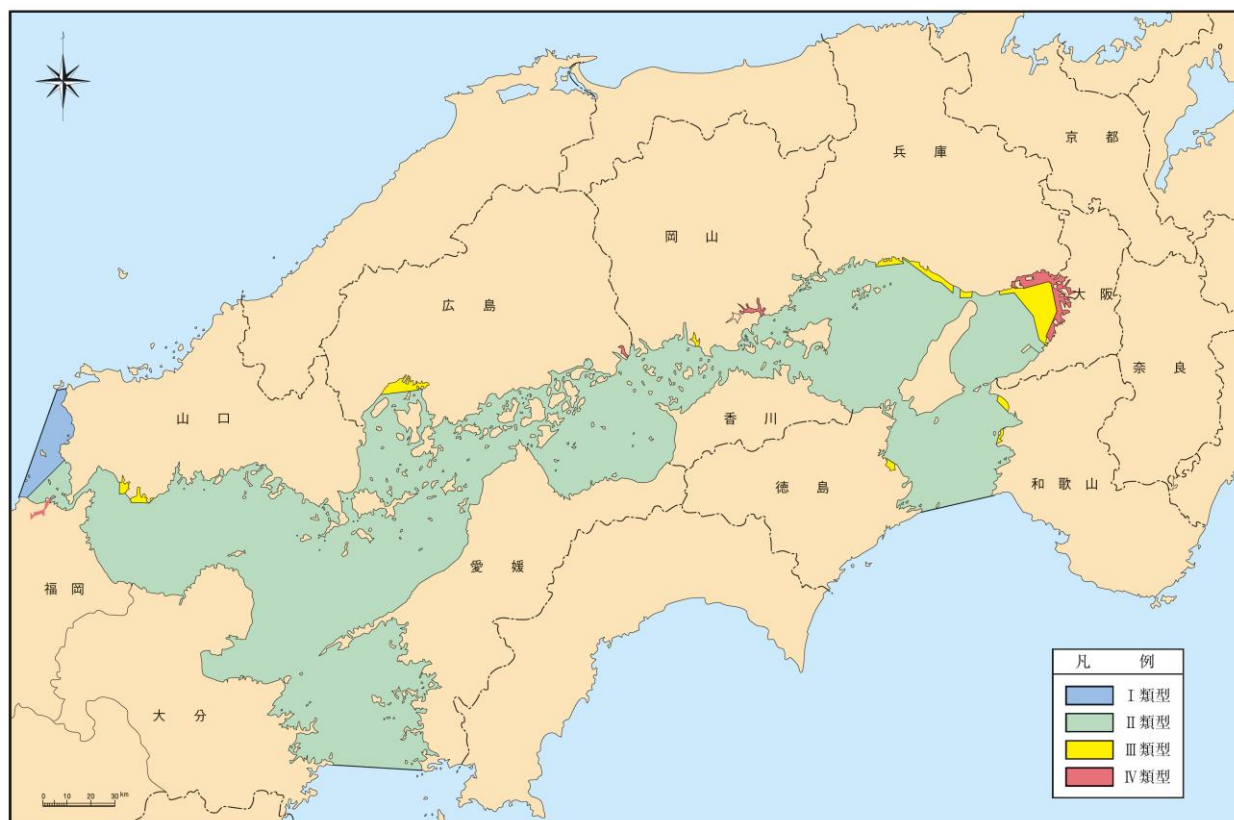 京 都
兵 庫
岡 山
大 阪
広 島
奈 良
山 口
香 川
徳 島
和 歌 山
愛 媛
福 岡
大 分
凡 例
Ⅰ類型
Ⅱ類型
Ⅲ類型
Ⅳ類型
0 10 20 30 km